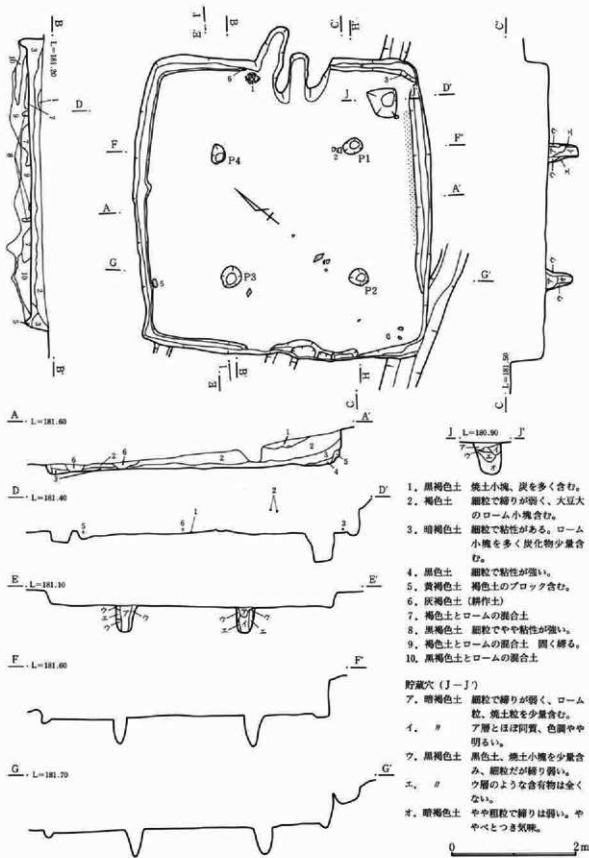 B L=181.20 B'
J E B H C
D D'
F F'
A A'
G G'
P4 P1
P3 P2
E B' H C
C' C L=181.50
A L=181.60 A'
D L=181.40 D'
E L=181.10 E'
F L=181.60 F'
G L=181.70 G'
J L=180.90 J'
1. 黒褐色土 焼土小塊、炭を多く含む。
2. 褐色土 細粒で締りが弱く、大豆大
のローム小塊含む。
3. 暗褐色土 細粒で粘性がある。ローム
小塊を多く炭化物少量含
む。
4. 黒色土 細粒で粘性が強い。
5. 黄褐色土 褐色土のブロック含む。
6. 灰褐色土 (耕作土)
7. 褐色土とロームの混合土
8. 黒褐色土 細粒でやや粘性が強い。
9. 褐色土とロームの混合土 固く締る。
10. 黒褐色土とロームの混合土
貯蔵穴 (J-J')
ア. 暗褐色土 細粒で締りが弱く、ローム
粒、焼土粒を少量含む。
イ. 〃 ア層とほぼ同質、色調やや
明るい。
ウ. 黒褐色土 黒色土、焼土小塊を少量含
み、細粒だが締り弱い。
エ. 〃 ウ層のような含有物は全く
ない。
オ. 暗褐色土 やや粗粒で締りは弱い。や
やべとつき気味。
0 2m